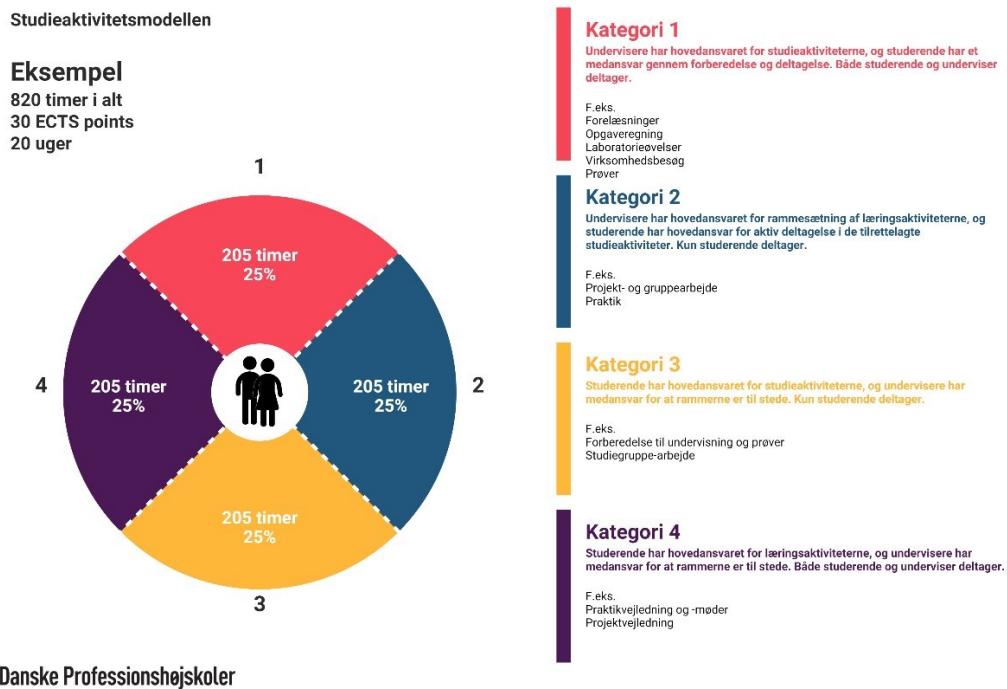 Studieaktivitetsmodellen
Eksempel
820 timer i alt
30 ECTS points
20 uger
1
205 timer
25%
4
205 timer
25%
205 timer
25%
2
205 timer
25%
3
Danske Professionshøjskoler
Kategori 1
Undervisere har hovedansvaret for studieaktiviteterne, og studerende har et
medansvar gennem forberedelse og deltagelse. Både studerende og underviser
deltager.
F.eks.
Forelæsninger
Opgaveregning
Laboratorieøvelser
Virksomhedsbesøg
Prøver
Kategori 2
Undervisere har hovedansvaret for rammesætning af læringsaktiviteterne, og
studerende har hovedansvar for aktiv deltagelse i de tilrettelagte
studieaktiviteter. Kun studerende deltager.
F.eks.
Projekt- og gruppearbejde
Praktik
Kategori 3
Studerende har hovedansvaret for studieaktiviteterne, og undervisere har
medansvar for at rammerne er til stede. Kun studerende deltager.
F.eks.
Forberedelse til undervisning og prøver
Studiegruppe-arbejde
Kategori 4
Studerende har hovedansvaret for læringsaktiviteterne, og undervisere har
medansvar for at rammerne er til stede. Både studerende og underviser deltager.
F.eks.
Praktikvejledning og -møder
Projektvejledning